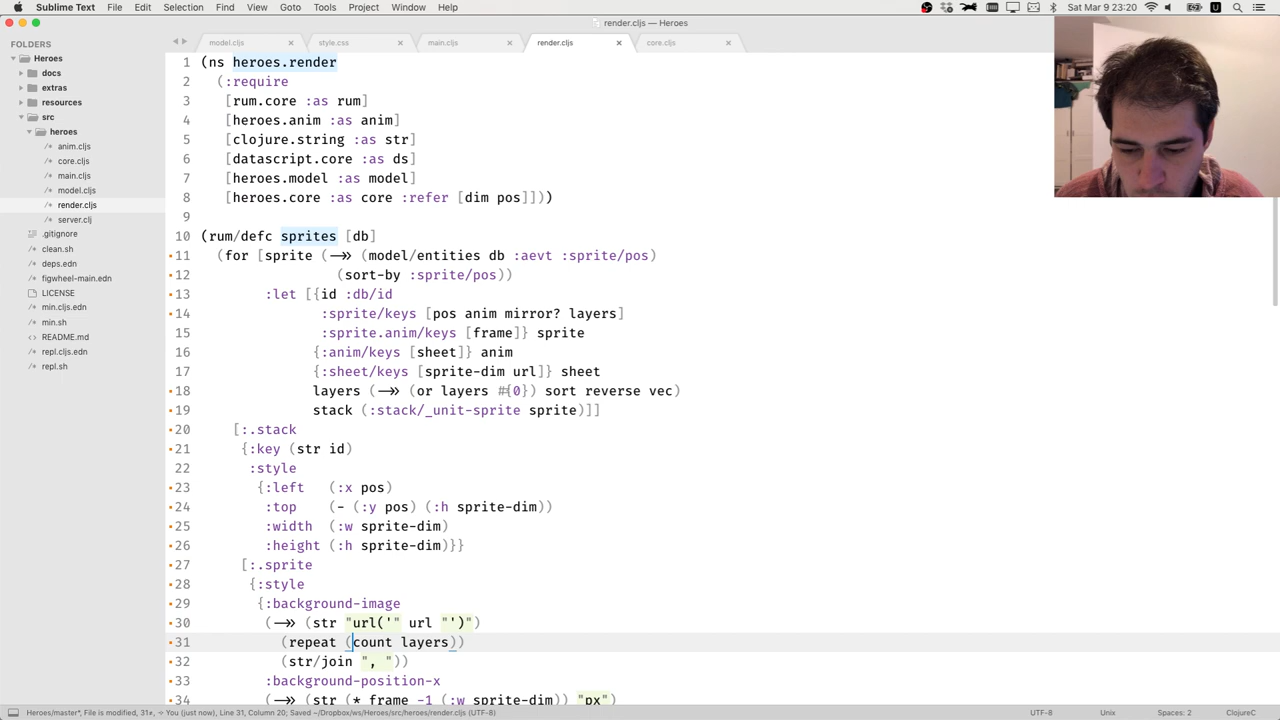 Sublime Text File Edit Selection Find View Goto Tools Project Window Help
Sat Mar 9 23:20
render.cljs — Heroes
FOLDERS
Heroes
docs
extras
resources
src
heroes
anim.cljs
core.cljs
main.cljs
model.cljs
render.cljs
server.clj
.gitignore
clean.sh
deps.edn
figwheel-main.edn
LICENSE
min.cljs.edn
min.sh
README.md
repl.cljs.edn
repl.sh
model.cljs style.css main.cljs render.cljs core.cljs
1 (ns heroes.render
2 (:require
3 [rum.core :as rum]
4 [heroes.anim :as anim]
5 [clojure.string :as str]
6 [datascript.core :as ds]
7 [heroes.model :as model]
8 [heroes.core :as core :refer [dim pos]]))
9
10 (rum/defc sprites [db]
11 (for [sprite (->> (model/entities db :aevt :sprite/pos)
12 (sort-by :sprite/pos))
13 :let [{id :db/id
14 :sprite/keys [pos anim mirror? layers]
15 :sprite.anim/keys [frame]} sprite
16 {:anim/keys [sheet]} anim
17 {:sheet/keys [sprite-dim url]} sheet
18 layers (->> (or layers #{0}) sort reverse vec)
19 stack (:stack/_unit-sprite sprite)]]
20 [:.stack
21 {:key (str id)
22 :style
23 {:left (:x pos)
24 :top (- (:y pos) (:h sprite-dim))
25 :width (:w sprite-dim)
26 :height (:h sprite-dim)}}
27 [:.sprite
28 {:style
29 {:background-image
30 (->> (str "url('" url "')")
31 (repeat (count layers))
32 (str/join ", "))
33 :background-position-x
34 (->> (str (* frame -1 (:w sprite-dim)) "px")
Heroes/master*, File is modified, 31≠, ← You (just now), Line 31, Column 20; Saved ~/Dropbox/ws/Heroes/src/heroes/render.cljs (UTF-8) UTF-8 Unix Spaces: 2 ClojureC